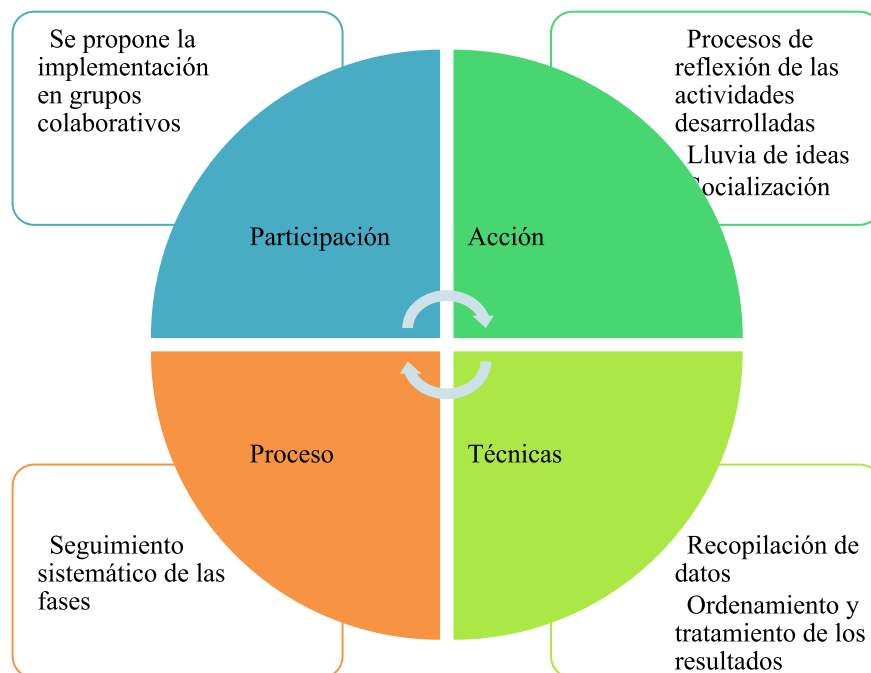 Se propone la
implementación
en grupos
colaborativos
Procesos de
reflexión de las
actividades
desarrolladas
Lluvia de ideas
Socialización
Participación
Acción
Proceso
Técnicas
Seguimiento
sistemático de las
fases
Recopilación de
datos
Ordenamiento y
tratamiento de los
resultados